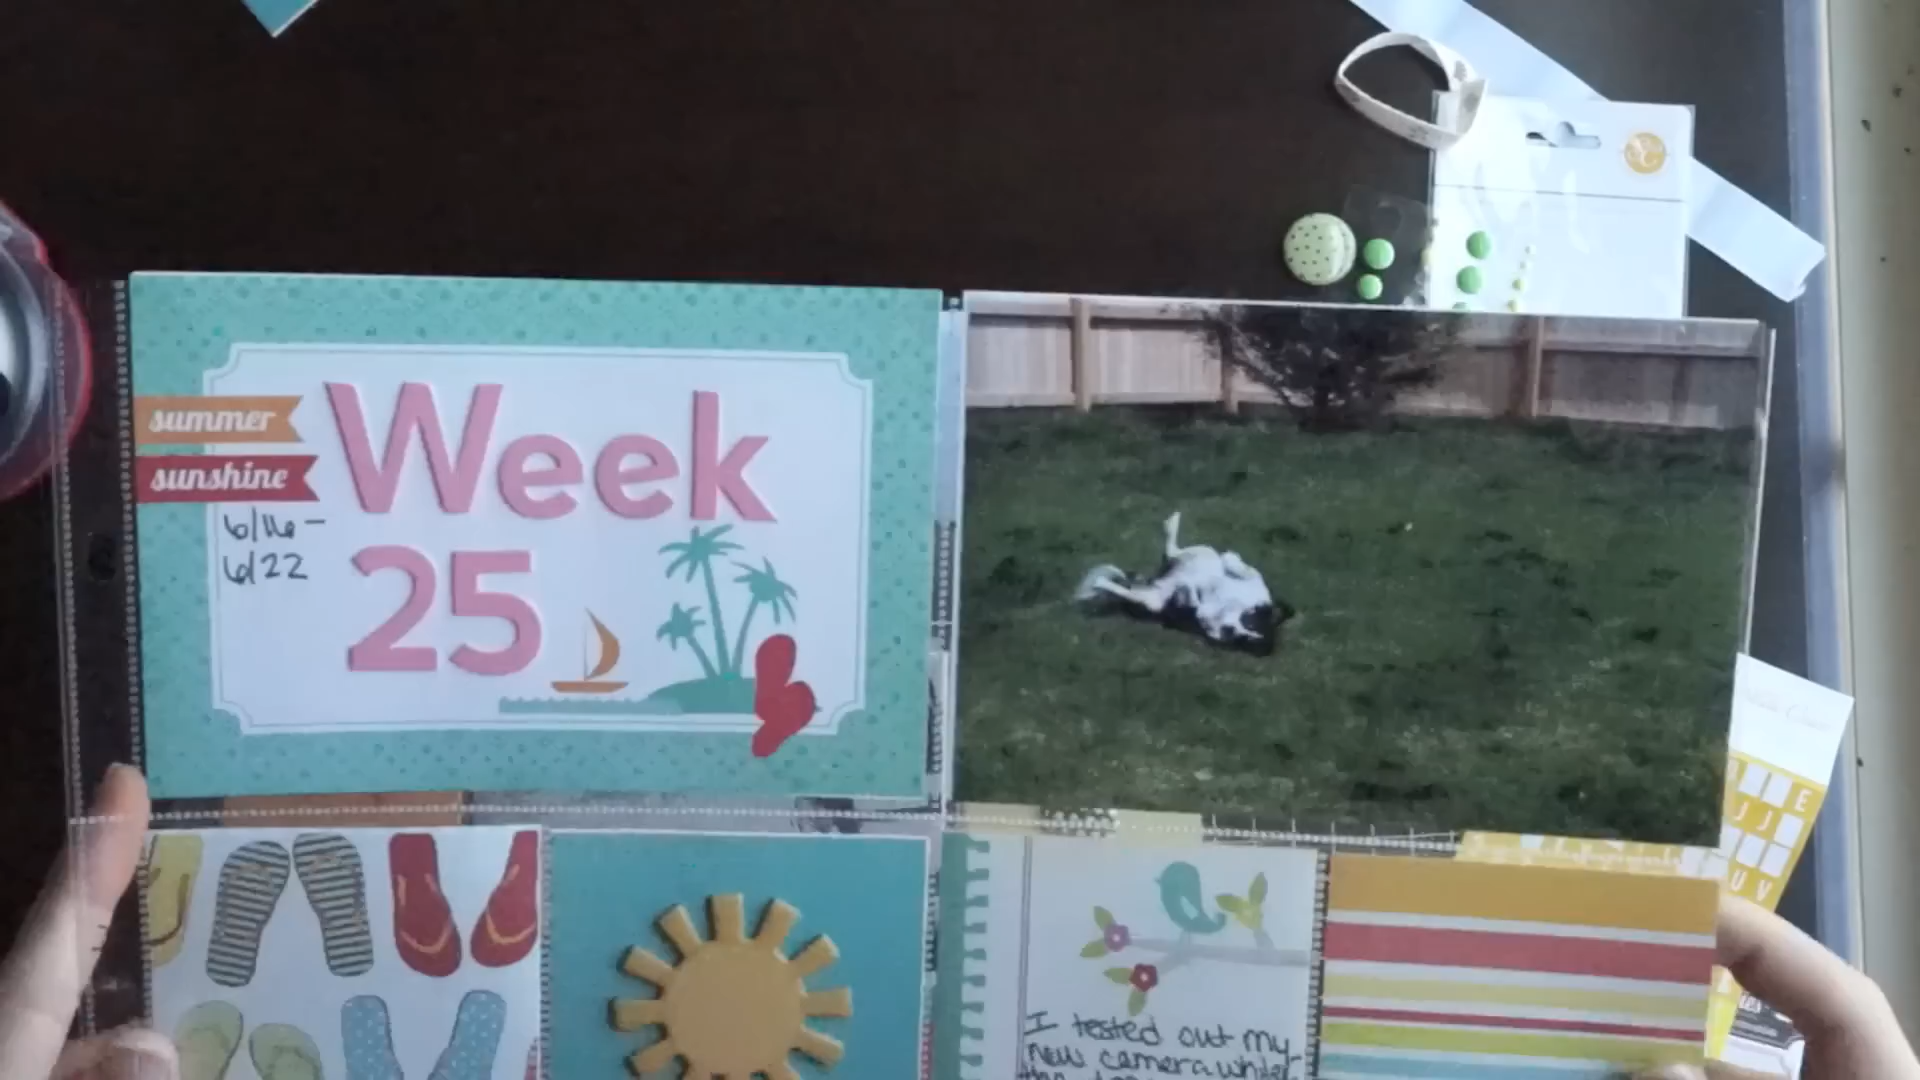 summer
sunshine
Week
25
6/16-
6/22
E
J J
U V
I tested out my
new camera while